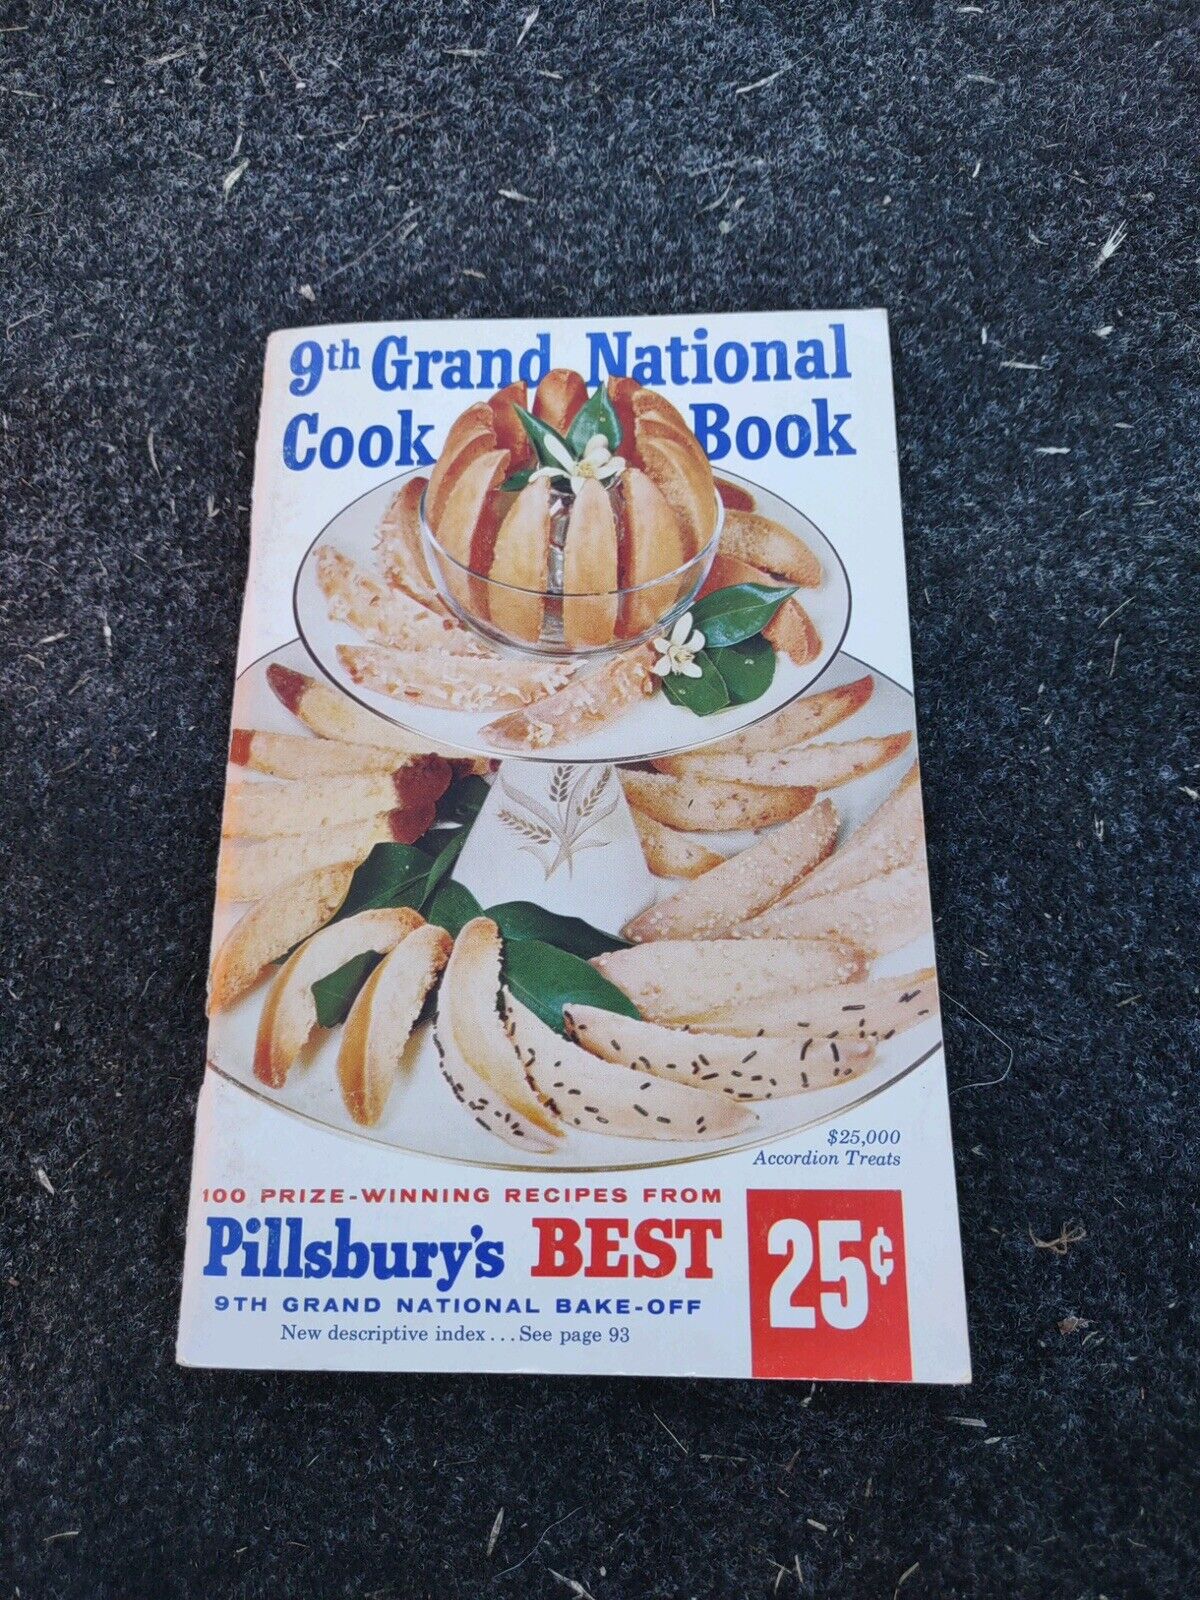 9th Grand National
Cook Book
$25,000
Accordion Treats
100 PRIZE-WINNING RECIPES FROM
Pillsbury's BEST
9TH GRAND NATIONAL BAKE-OFF
New descriptive index... See page 93
25¢